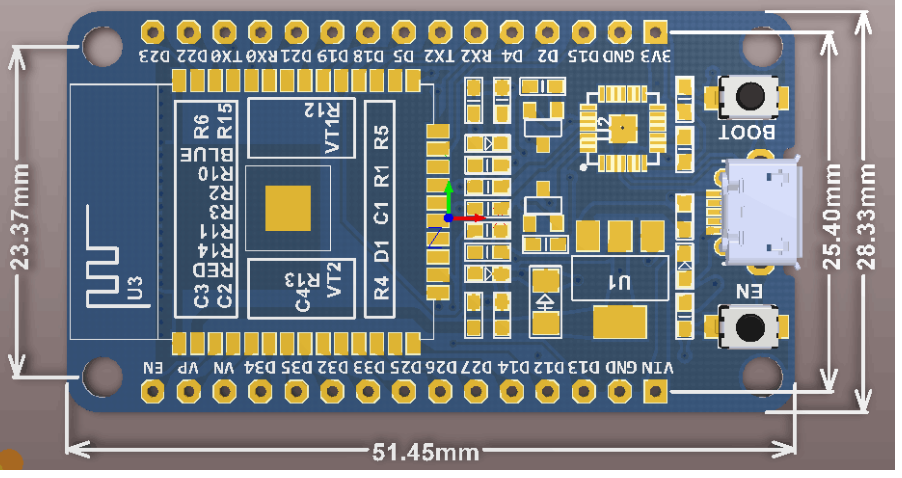 D23 D22 TX0 RX0 D21 D19 D18 D5 TX2 RX2 D4 D2 D15 GND 3V3
R6 R15
R12
VT1
R5
U2
BOOT
BLUE
R10
R2
R3
R11
R14
RED
C3 C2
R1
C1
D1
R4
R13
C4 VT2
U3
U1
EN
EN VP VN D34 D35 D32 D33 D25 D26 D27 D14 D12 D13 GND VIN
23.37mm
25.40mm
28.33mm
51.45mm